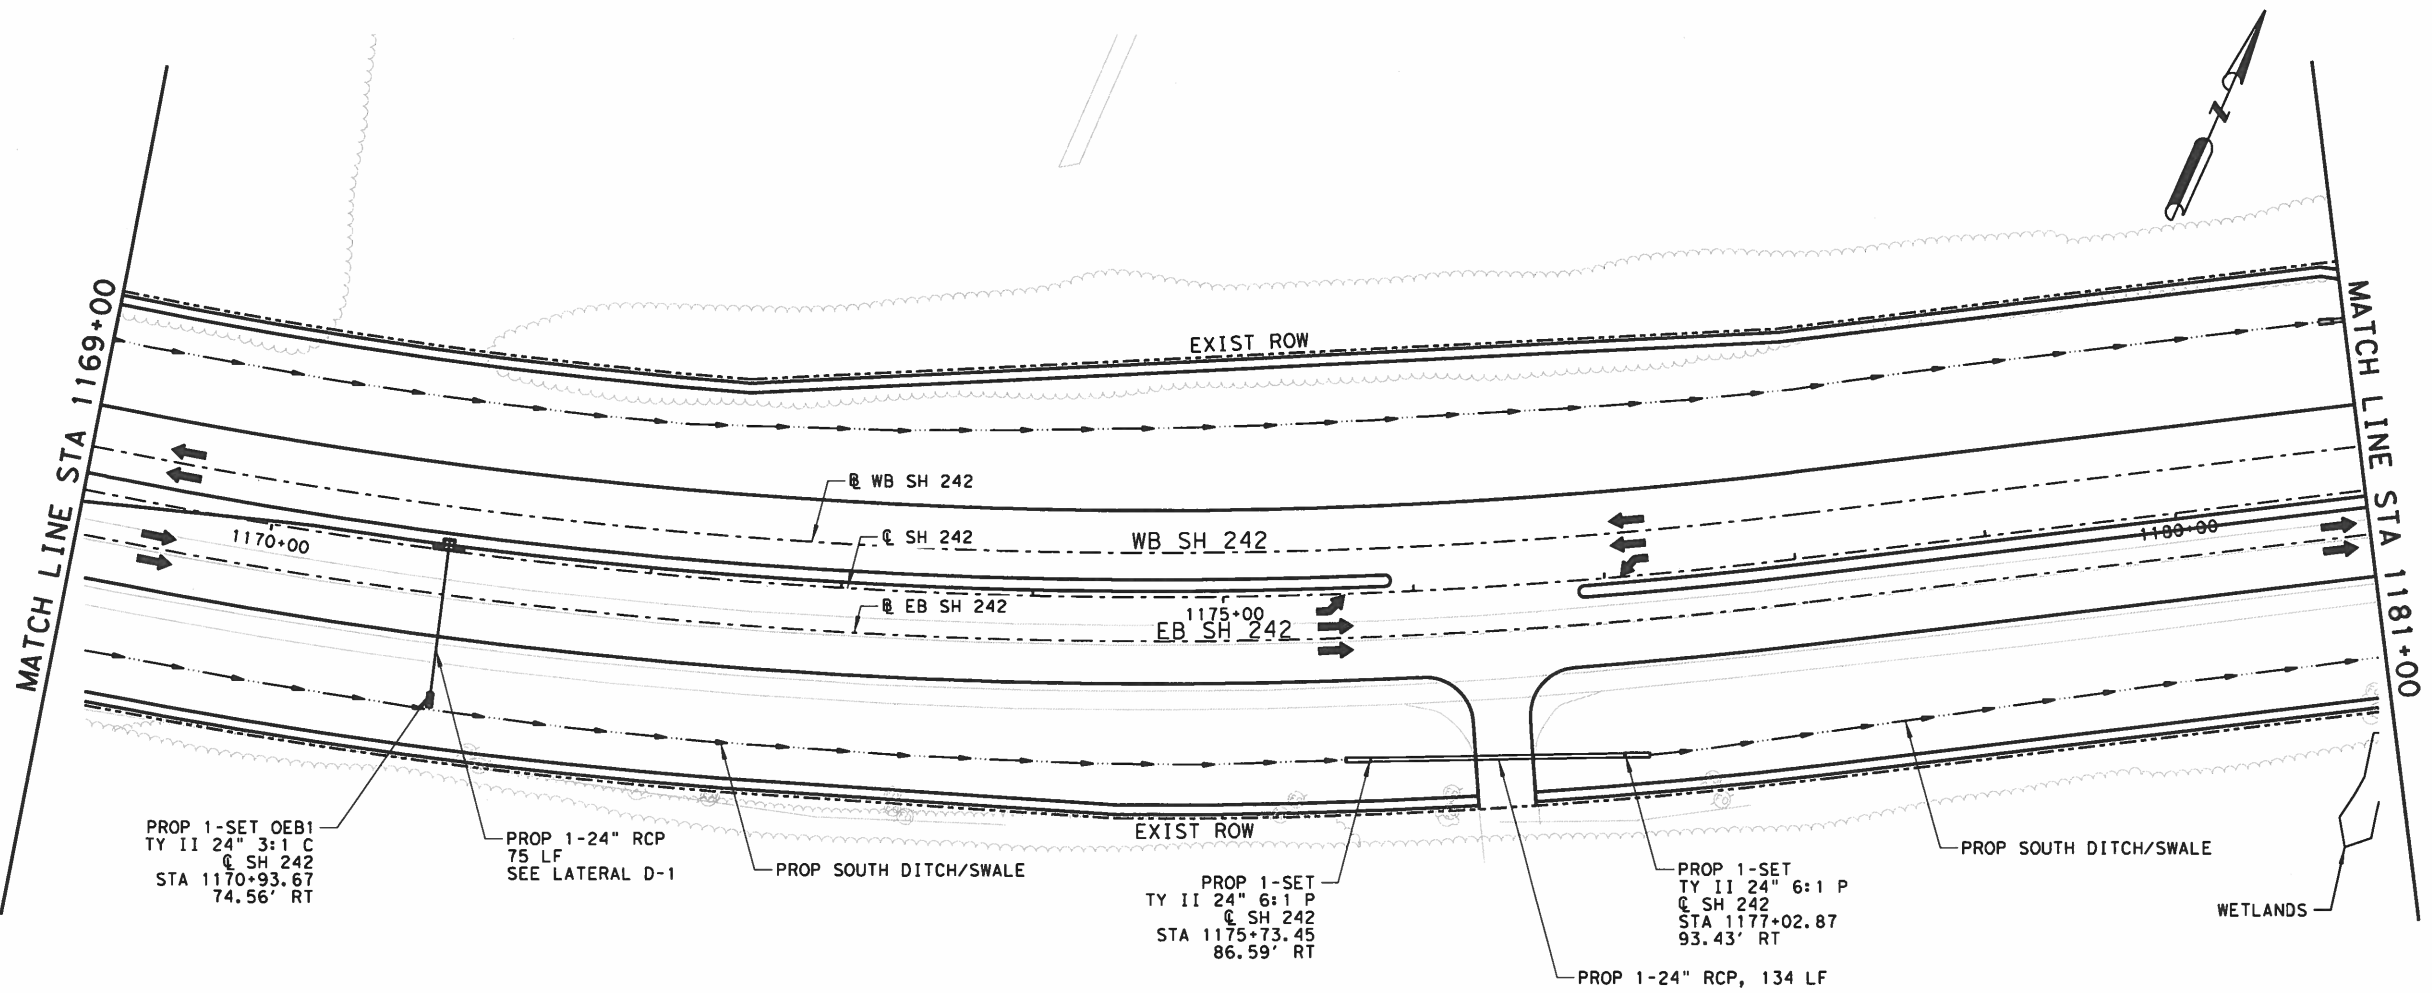 N
MATCH LINE STA 1169+00
EXIST ROW
℄ WB SH 242
WB SH 242
℄ SH 242
1170+00
1180+00
1175+00
EB SH 242
℄ EB SH 242
MATCH LINE STA 1181+00
EXIST ROW
PROP 1-SET OEB1
TY II 24" 3:1 C
℄ SH 242
STA 1170+93.67
74.56' RT
PROP 1-24" RCP
75 LF
SEE LATERAL D-1
PROP SOUTH DITCH/SWALE
PROP 1-SET
TY II 24" 6:1 P
℄ SH 242
STA 1175+73.45
86.59' RT
PROP 1-24" RCP, 134 LF
PROP 1-SET
TY II 24" 6:1 P
℄ SH 242
STA 1177+02.87
93.43' RT
PROP SOUTH DITCH/SWALE
WETLANDS